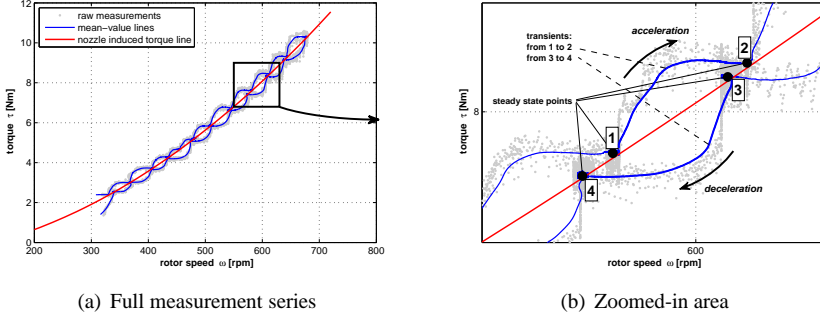 12
10
8
6
4
2
0
torque τ [Nm]
raw measurements
mean−value lines
nozzle induced torque line
200
300
400
500
600
700
800
rotor speed ω [rpm]
(a) Full measurement series
8
torque τ [Nm]
transients:
from 1 to 2
from 3 to 4
acceleration
steady state points
1
2
3
4
deceleration
600
rotor speed ω [rpm]
(b) Zoomed-in area